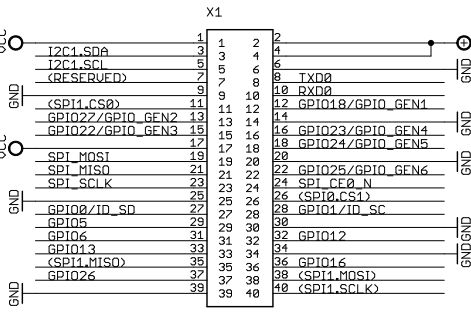 X1
VCC 1 1 2 2
I2C1.SDA 3 3 4 4
I2C1.SCL 5 5 6 6 GND
(RESERVED) 7 7 8 8 TXD0
GND 9 9 10 10 RXD0
(SPI1.CS0) 11 11 12 12 GPIO18/GPIO_GEN1
GPIO27/GPIO_GEN2 13 13 14 14 GND
GPIO22/GPIO_GEN3 15 15 16 16 GPIO23/GPIO_GEN4
VCC 17 17 18 18 GPIO24/GPIO_GEN5
SPI_MOSI 19 19 20 20 GND
SPI_MISO 21 21 22 22 GPIO25/GPIO_GEN6
SPI_SCLK 23 23 24 24 SPI_CE0_N
GND 25 25 26 26 (SPI0.CS1)
GPIO0/ID_SD 27 27 28 28 GPIO1/ID_SC
GPIO5 29 29 30 30 GND
GPIO6 31 31 32 32 GPIO12
GPIO13 33 33 34 34 GND
(SPI1.MISO) 35 35 36 36 GPIO16
GPIO26 37 37 38 38 (SPI1.MOSI)
GND 39 39 40 40 (SPI1.SCLK)